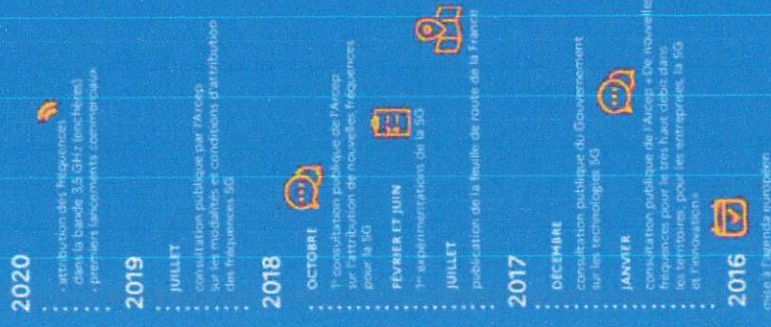 2020
- attribution des fréquences
dans la bande 3,5 GHz (enchères)
- premiers lancements commerciaux
2019
JUILLET
consultation publique par l'Arcep
sur les modalités et conditions d'attribution
des fréquences 5G
2018
OCTOBRE
1e consultation publique de l'Arcep
sur l'attribution de nouvelles fréquences
pour la 5G
FÉVRIER ET JUIN
1res expérimentations de la 5G
JUILLET
publication de la feuille de route de la France
2017
DÉCEMBRE
consultation publique du Gouvernement
sur les technologies 5G
JANVIER
consultation publique de l'Arcep « De nouvelles
fréquences pour le très haut débit dans
les territoires, pour les entreprises, la 5G
et l'innovation »
2016
mise à l'agenda européen